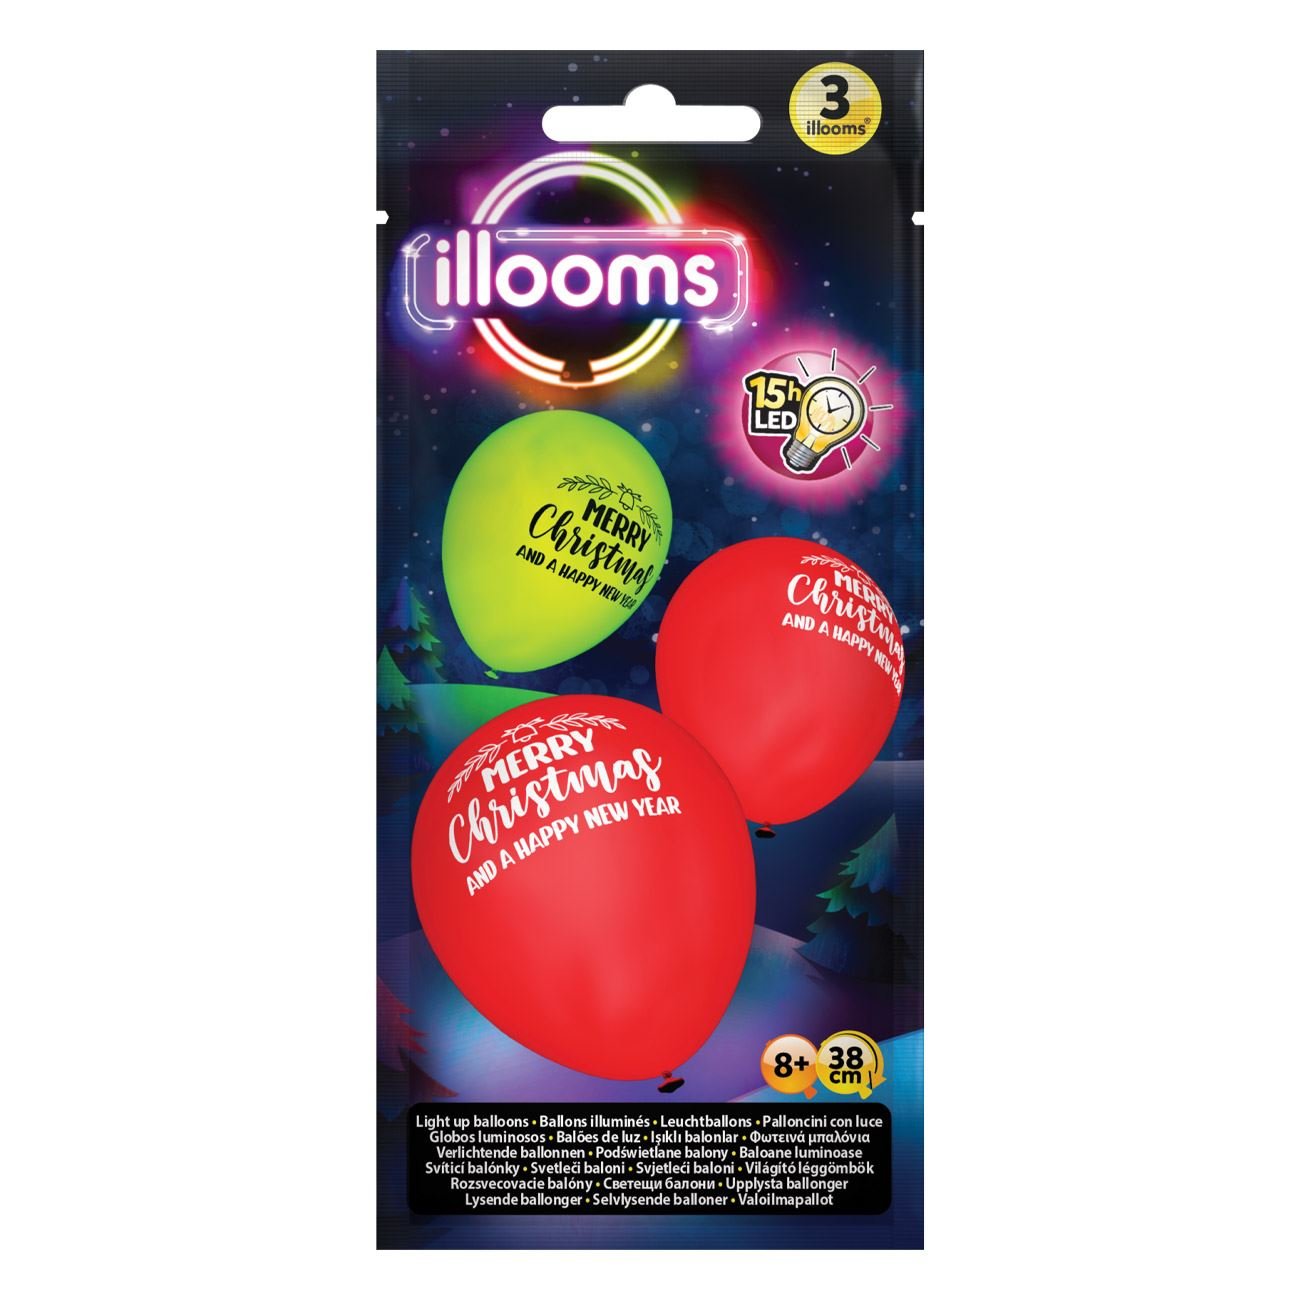 3
illooms®
illooms
15h
LED
MERRY
Christmas
AND A HAPPY NEW YEAR
MERRY
Christmas
AND A HAPPY NEW YEAR
MERRY
Christmas
AND A HAPPY NEW YEAR
8+
38
cm
Light up balloons • Ballons illuminés • Leuchtballons • Palloncini con luce
Globos luminosos • Balões de luz • Işıklı balonlar • Φωτεινά μπαλόνια
Verlichtende ballonnen • Podświetlane balony • Baloane luminoase
Svítící balónky • Svetleči baloni • Svjetleći baloni • Világító léggömbök
Rozsvecovacie balóny • Светещи балони • Upplysta ballonger
Lysende ballonger • Selvlysende balloner • Valoilmapallot